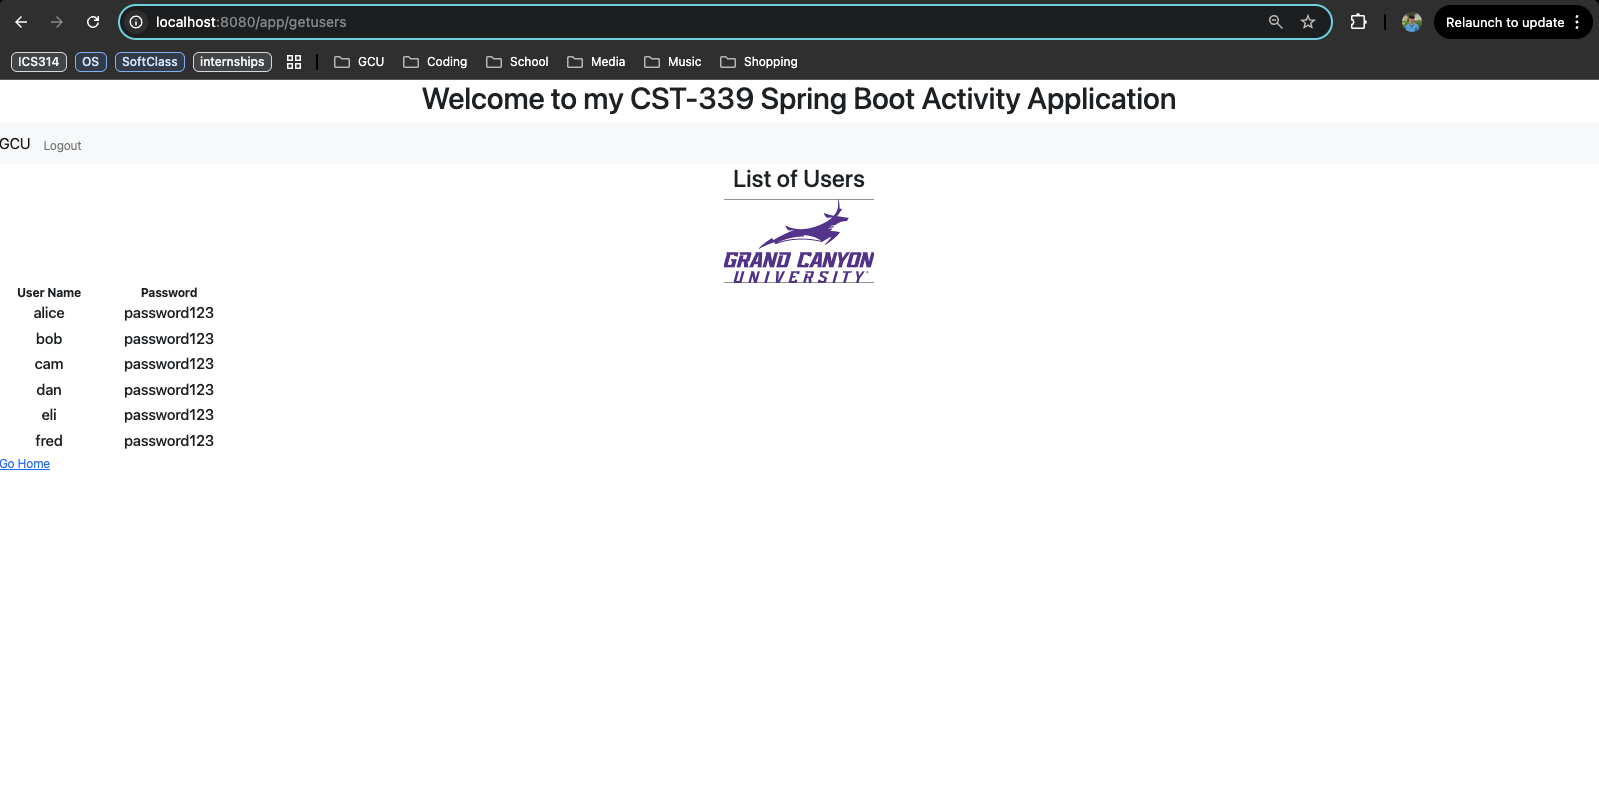 localhost:8080/app/getusers
Relaunch to update
ICS314 OS SoftClass internships GCU Coding School Media Music Shopping
Welcome to my CST-339 Spring Boot Activity Application
GCU Logout
List of Users
GRAND CANYON
UNIVERSITY
User Name Password
alice password123
bob password123
cam password123
dan password123
eli password123
fred password123
Go Home